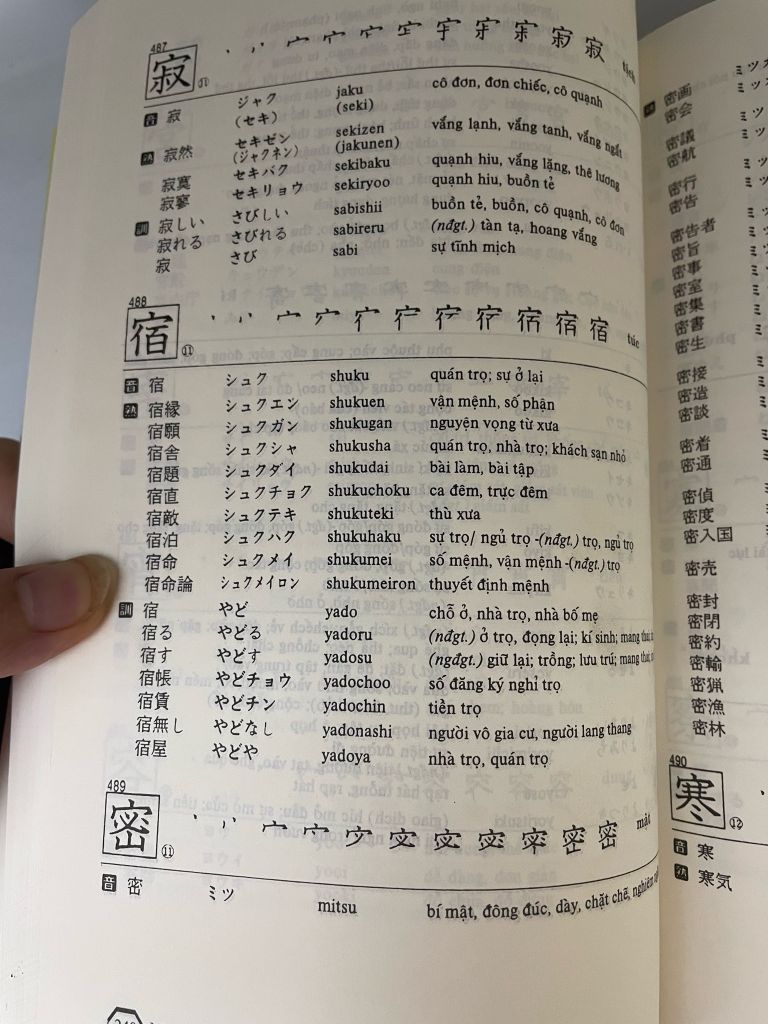 487
寂 ⑪ 丶 丷 宀 宀 宀 宇 宋 宋 寂 寂
音 寂 ジャク jaku cô đơn, đơn chiếc, cô quạnh
(セキ) (seki)
熟 寂然 セキゼン sekizen vắng lạnh, vắng tanh, vắng ngắt
(ジャクネン) (jakunen)
寂寞 セキバク sekibaku quạnh hiu, vắng lặng, thê lương
寂寥 セキリョウ sekiryoo quạnh hiu, buồn tẻ
訓 寂しい さびしい sabishii buồn tẻ, buồn, cô quạnh, cô đơn
寂れる さびれる sabireru (nđgt.) tàn tạ, hoang vắng
寂 さび sabi sự tĩnh mịch
488
宿 ⑪ 宿 宿 túc
音 宿 シュク shuku quán trọ; sự ở lại
熟 宿縁 シュクエン shukuen vận mệnh, số phận
宿願 シュクガン shukugan nguyện vọng từ xưa
宿舎 シュクシャ shukusha quán trọ, nhà trọ; khách sạn nhỏ
宿題 シュクダイ shukudai bài làm, bài tập
宿直 シュクチョク shukuchoku ca đêm, trực đêm
宿敵 シュクテキ shukuteki thù xưa
宿泊 シュクハク shukuhaku sự trọ/ ngủ trọ -(nđgt.) trọ, ngủ trọ
宿命 シュクメイ shukumei số mệnh, vận mệnh -(nđgt.) trọ
宿命論 シュクメイロン shukumeiron thuyết định mệnh
訓 宿 やど yado chỗ ở, nhà trọ, nhà bố mẹ
宿る やどる yadoru (nđgt.) ở trọ, đọng lại; kí sinh; mang thai
宿す やどす yadosu (ngđgt.) giữ lại; trồng; lưu trú; mang thai
宿帳 やどチョウ yadochoo số đăng ký nghỉ trọ
宿賃 やどチン yadochin tiền trọ
宿無し やどなし yadonashi người vô gia cư, người lang thang
宿屋 やどや yadoya nhà trọ, quán trọ
489
密 ⑪ 密 密 mật
音 密 ミツ mitsu bí mật, đông đúc, dày, chặt chẽ,
熟 密画
密会
密議
密航
密行
密告
密告者
密旨
密事
密室
密集
密書
密生
密接
密造
密談
密着
密通
密偵
密度
密入国
密売
密封
密閉
密約
密輸
密猟
密漁
密林
490
寒 ⑫
音 寒
熟 寒気